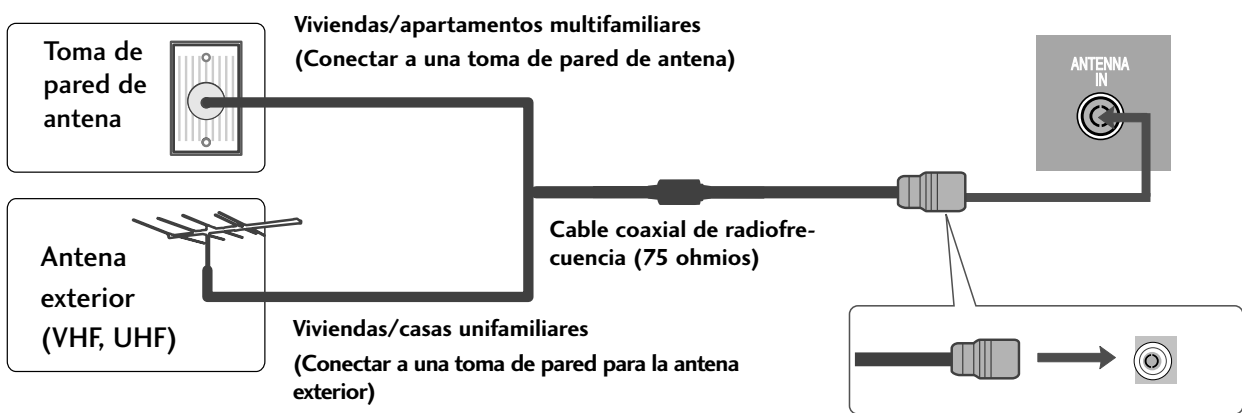 Toma de
pared de
antena
Viviendas/apartamentos multifamiliares
(Conectar a una toma de pared de antena)
ANTENNA
IN
Antena
exterior
(VHF, UHF)
Cable coaxial de radiofre-
cuencia (75 ohmios)
Viviendas/casas unifamiliares
(Conectar a una toma de pared para la antena
exterior)